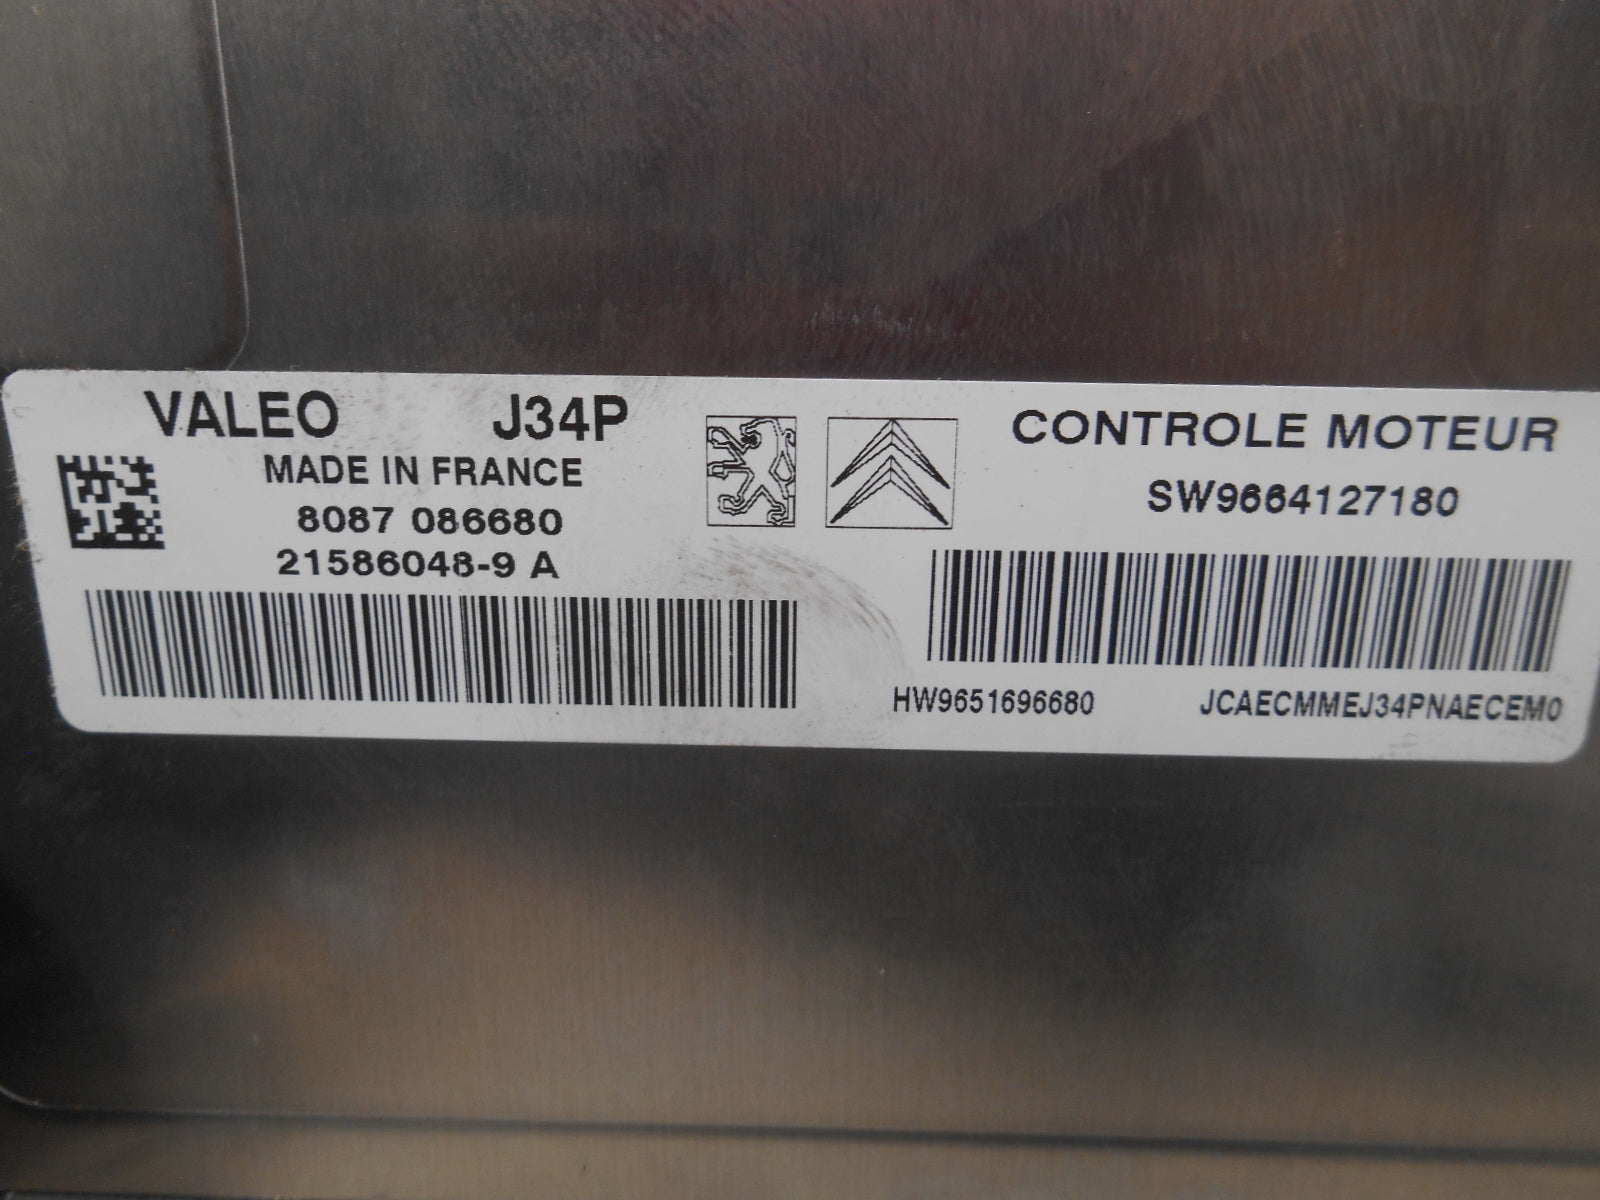 VALEO J34P
MADE IN FRANCE
8087 086680
21586048-9 A
CONTROLE MOTEUR
SW9664127180
HW9651696680 JCAECMMEJ34PNAECEM0